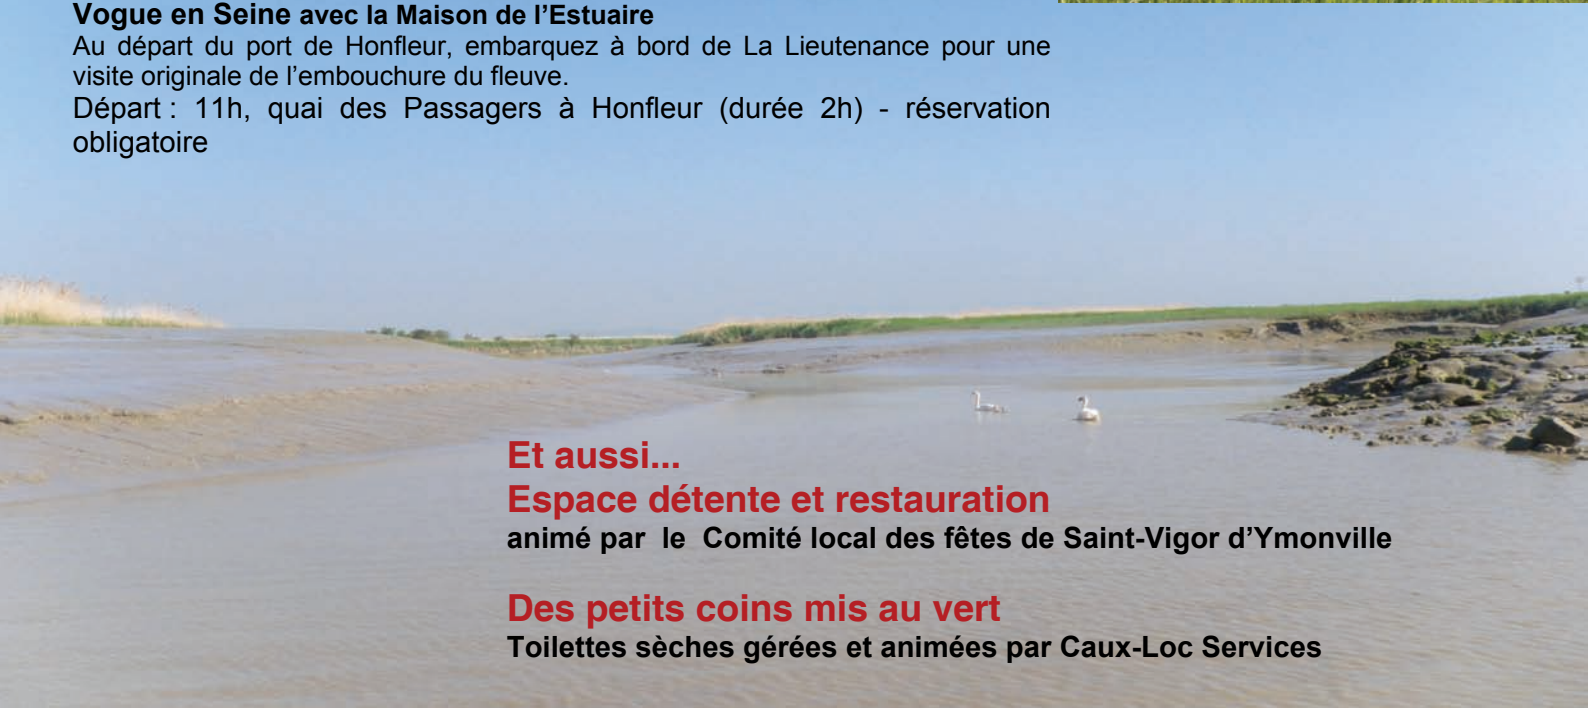 Vogue en Seine avec la Maison de l’Estuaire
Au départ du port de Honfleur, embarquez à bord de La Lieutenance pour une
visite originale de l’embouchure du fleuve.
Départ : 11h, quai des Passagers à Honfleur (durée 2h) - réservation
obligatoire
Et aussi...
Espace détente et restauration
animé par le Comité local des fêtes de Saint-Vigor d’Ymonville
Des petits coins mis au vert
Toilettes sèches gérées et animées par Caux-Loc Services